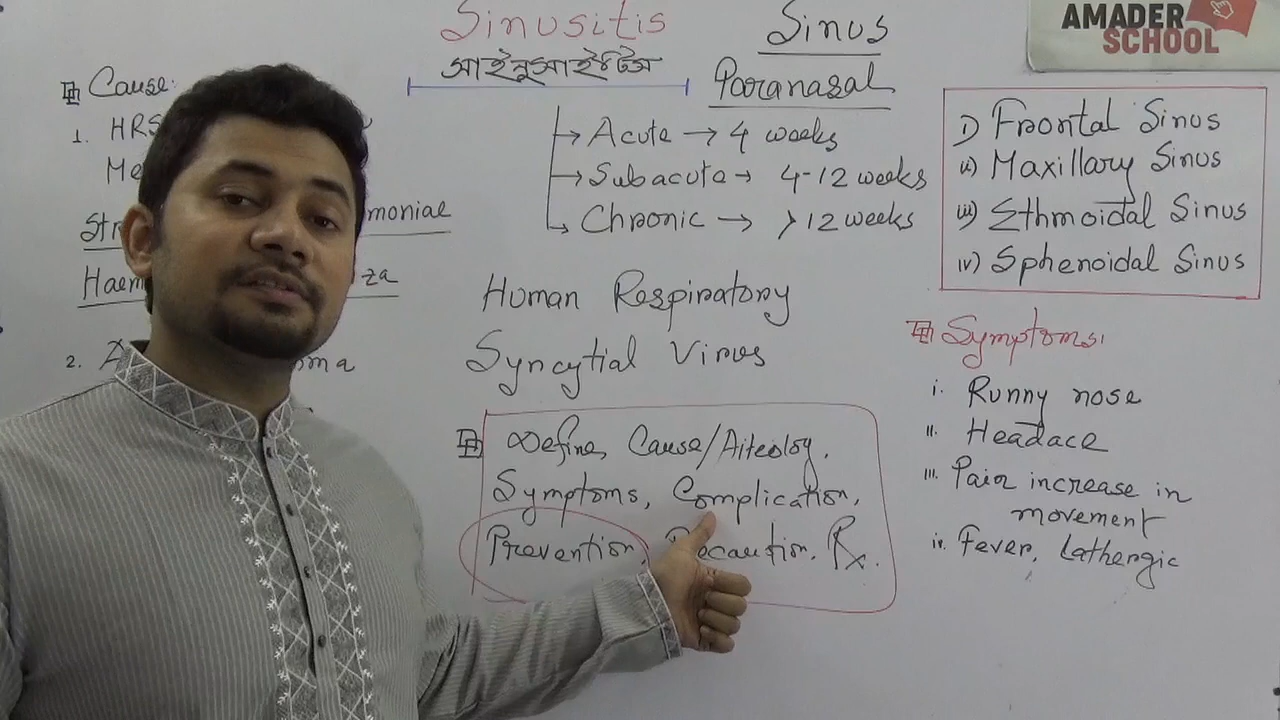 Sinusitis
সাইনুসাইটিস
Sinus
Paranasal
AMADER
SCHOOL
Cause:
1. HRS
Me
moniae
Str
Haem
za
2. A
ma
Acute → 4 weeks
Subacute → 4-12 weeks
Chronic → > 12 weeks
Human Respiratory
Syncytial Virus
Define, Cause/Aiteology,
Symptoms, Complication,
Prevention, Precaution, Rx.
i) Frontal Sinus
ii) Maxillary Sinus
iii) Ethmoidal Sinus
iv) Sphenoidal Sinus
Symptoms:
i. Runny nose
ii. Headace
iii. Pain increase in
movement
iv. Fever, Lathergic